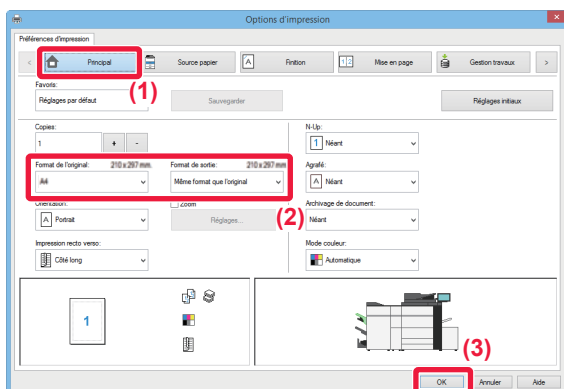 Options d'impression
Préférences d'impression
Principal
Source papier
Finition
Mise en page
Gestion travaux
(1)
Favoris:
Réglages par défaut
Sauvegarder
Réglages initiaux
Copies:
1
+ -
N-Up:
Néant
Format de l'original: 210 x 297 mm.
Format de sortie: 210 x 297 mm
A4
Même format que l'original
Agrafé:
Néant
(2)
Orientation:
Portrait
Zoom
Réglages...
Archivage de document:
Néant
Impression recto verso:
Côté long
Mode couleur:
Automatique
1
(3)
OK
Annuler
Aide